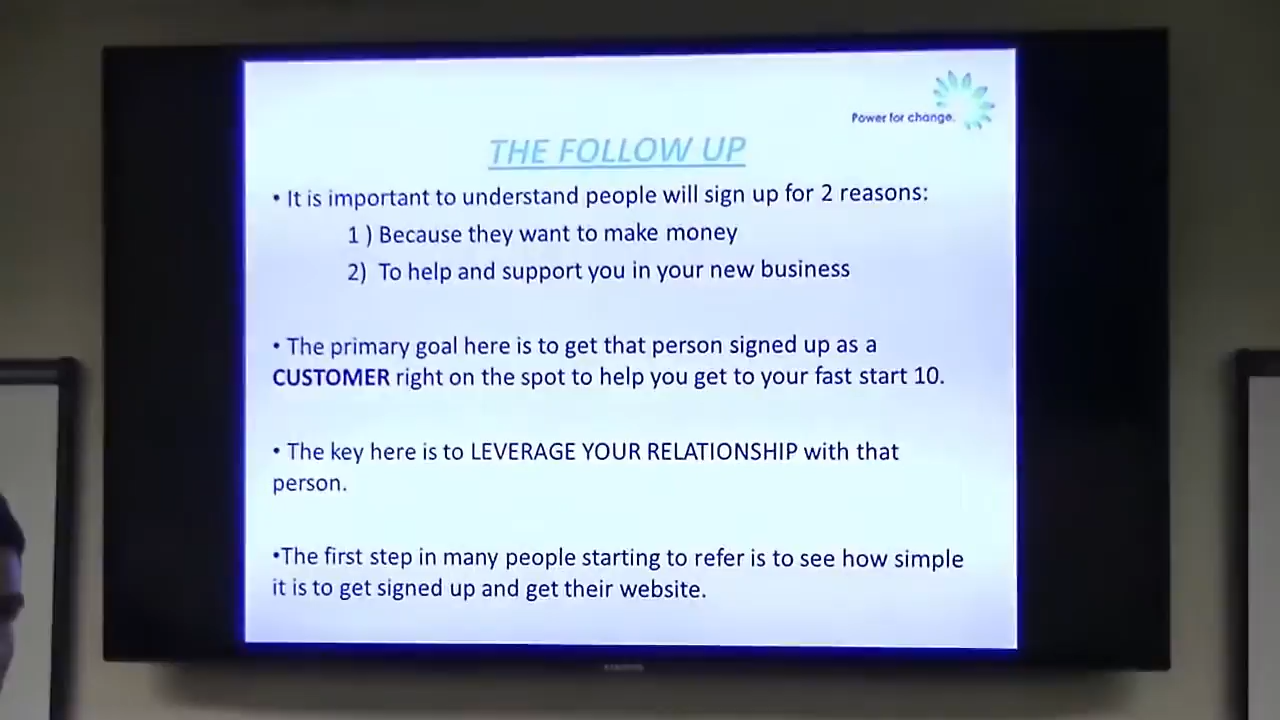 Power for change.
THE FOLLOW UP
• It is important to understand people will sign up for 2 reasons:
1 ) Because they want to make money
2) To help and support you in your new business
• The primary goal here is to get that person signed up as a
CUSTOMER right on the spot to help you get to your fast start 10.
• The key here is to LEVERAGE YOUR RELATIONSHIP with that
person.
•The first step in many people starting to refer is to see how simple
it is to get signed up and get their website.